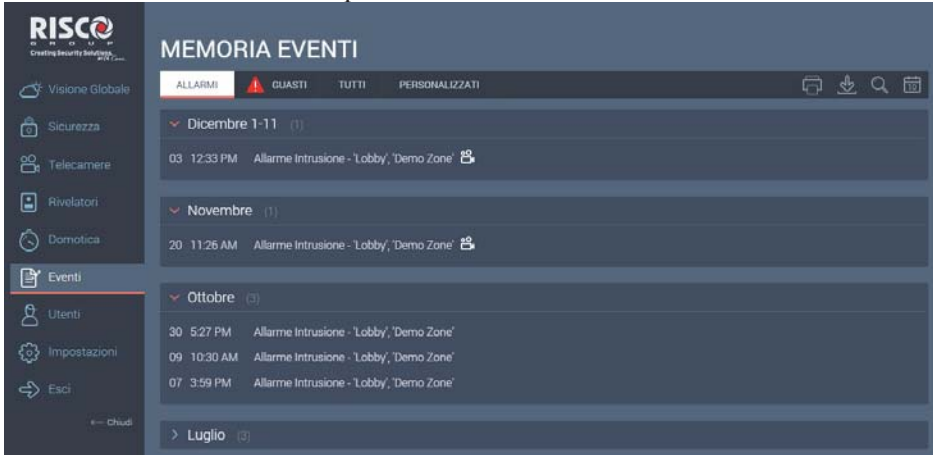 RISCO
GROUP
Creating Security Solutions.
With Care.
MEMORIA EVENTI
ALLARMI GUASTI TUTTI PERSONALIZZATI
Visione Globale
Sicurezza
Telecamere
Rivelatori
Domotica
Eventi
Utenti
Impostazioni
Esci
Chiudi
Dicembre 1-11 (1)
03 12:33 PM Allarme Intrusione - 'Lobby', 'Demo Zone'
Novembre (1)
20 11:26 AM Allarme Intrusione - 'Lobby', 'Demo Zone'
Ottobre (3)
30 5:27 PM Allarme Intrusione - 'Lobby', 'Demo Zone'
09 10:30 AM Allarme Intrusione - 'Lobby', 'Demo Zone'
07 3:59 PM Allarme Intrusione - 'Lobby', 'Demo Zone'
Luglio (3)